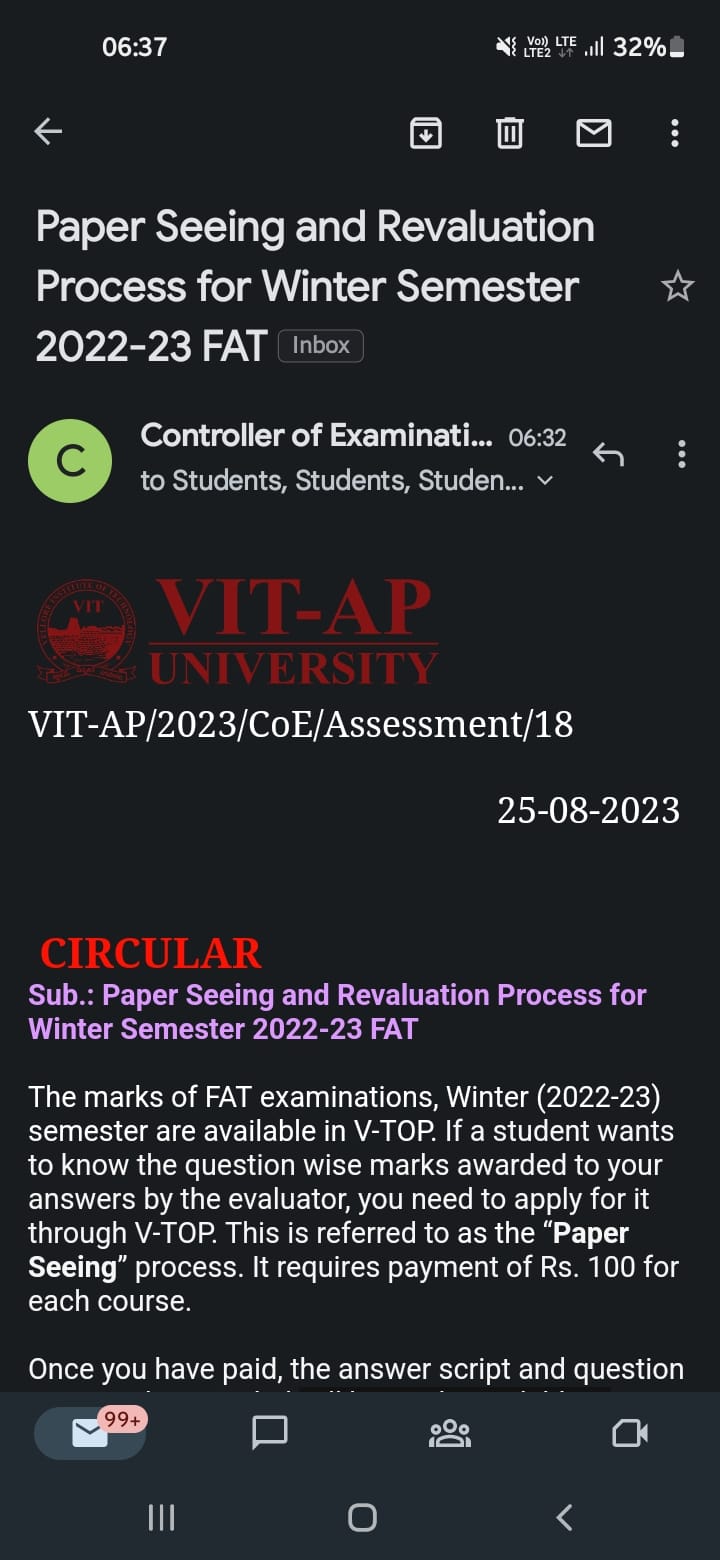 06:37
Vo)) LTE
LTE2
32%
Paper Seeing and Revaluation
Process for Winter Semester
2022-23 FAT Inbox
C
Controller of Examinati... 06:32
to Students, Students, Studen...
VIT
VIT-AP
UNIVERSITY
VIT-AP/2023/CoE/Assessment/18
25-08-2023
CIRCULAR
Sub.: Paper Seeing and Revaluation Process for
Winter Semester 2022-23 FAT
The marks of FAT examinations, Winter (2022-23)
semester are available in V-TOP. If a student wants
to know the question wise marks awarded to your
answers by the evaluator, you need to apply for it
through V-TOP. This is referred to as the “Paper
Seeing” process. It requires payment of Rs. 100 for
each course.
Once you have paid, the answer script and question
99+